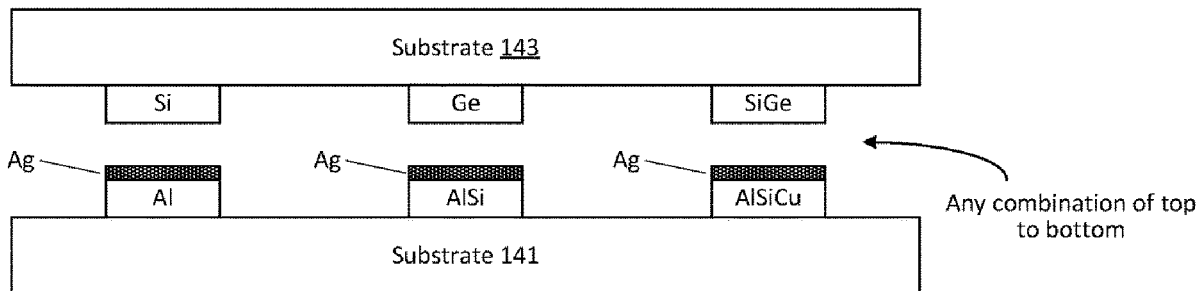 Substrate 143
Si Ge SiGe
Ag Ag Ag
Al AlSi AlSiCu
Any combination of top
to bottom
Substrate 141